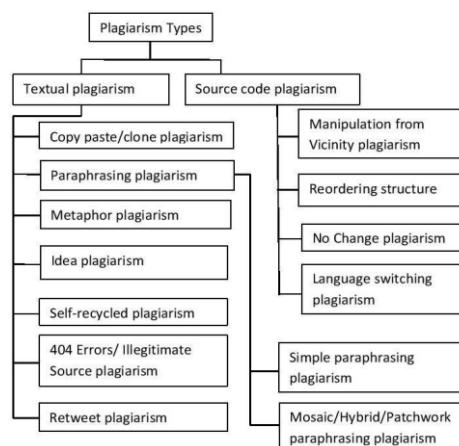 Plagiarism Types
Textual plagiarism
Source code plagiarism
Copy paste/clone plagiarism
Paraphrasing plagiarism
Metaphor plagiarism
Idea plagiarism
Self-recycled plagiarism
404 Errors/ Illegitimate
Source plagiarism
Retweet plagiarism
Manipulation from
Vicinity plagiarism
Reordering structure
No Change plagiarism
Language switching
plagiarism
Simple paraphrasing
plagiarism
Mosaic/Hybrid/Patchwork
paraphrasing plagiarism